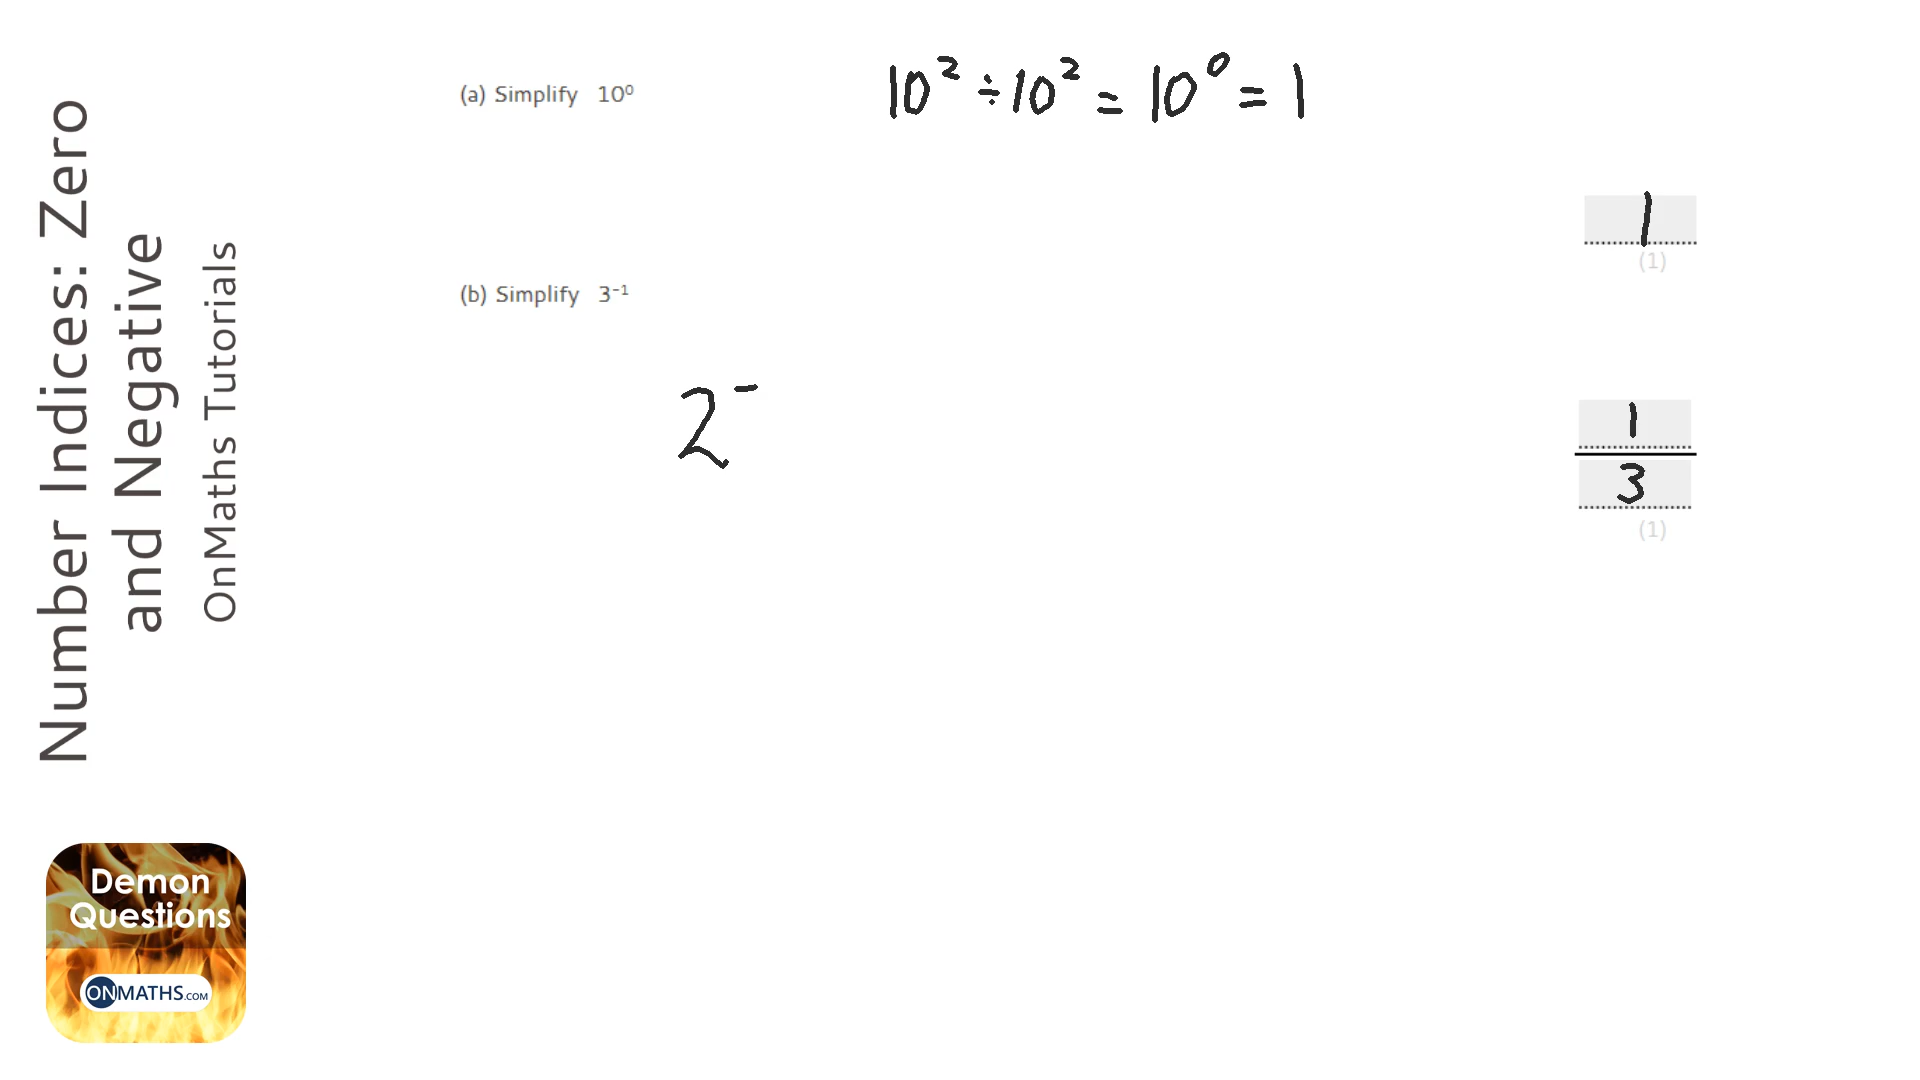 Number Indices: Zero
and Negative
OnMaths Tutorials
(a) Simplify 10⁰
10² ÷ 10² = 10⁰ = 1
1
(1)
(b) Simplify 3⁻¹
2⁻
1
3
(1)
Demon
Questions
ONMATHS.COM